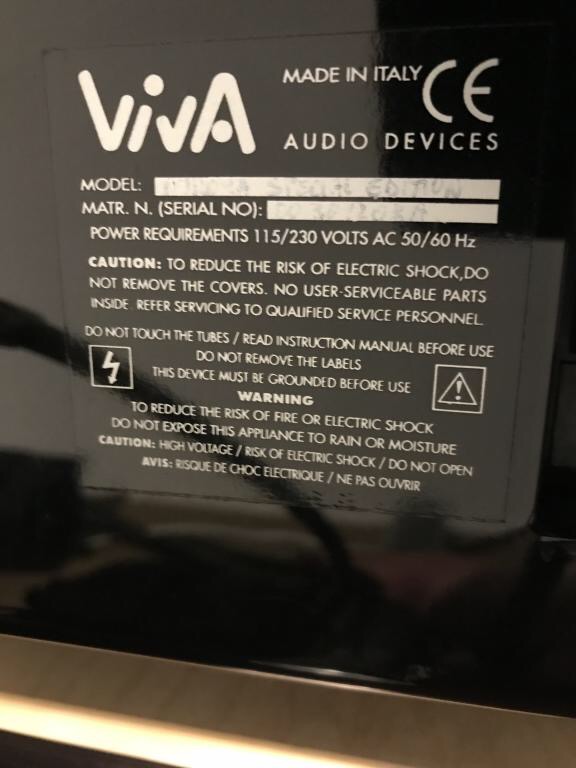 ViVA
MADE IN ITALY CE
AUDIO DEVICES
MODEL: SPECIAL EDITION
MATR. N. (SERIAL NO):
POWER REQUIREMENTS 115/230 VOLTS AC 50/60 Hz
CAUTION: TO REDUCE THE RISK OF ELECTRIC SHOCK,DO
NOT REMOVE THE COVERS. NO USER-SERVICEABLE PARTS
INSIDE. REFER SERVICING TO QUALIFIED SERVICE PERSONNEL.
DO NOT TOUCH THE TUBES / READ INSTRUCTION MANUAL BEFORE USE
DO NOT REMOVE THE LABELS
THIS DEVICE MUST BE GROUNDED BEFORE USE
WARNING
TO REDUCE THE RISK OF FIRE OR ELECTRIC SHOCK
DO NOT EXPOSE THIS APPLIANCE TO RAIN OR MOISTURE
CAUTION: HIGH VOLTAGE / RISK OF ELECTRIC SHOCK / DO NOT OPEN
AVIS: RISQUE DE CHOC ELECTRIQUE / NE PAS OUVRIR